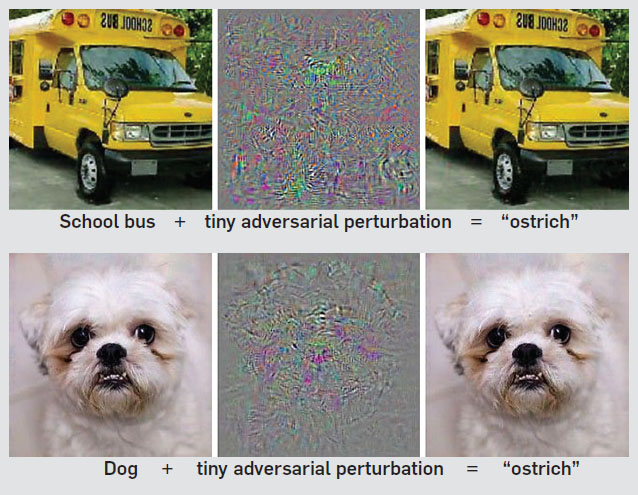 SCHOOL BUS
SCHOOL BUS
School bus + tiny adversarial perturbation = “ostrich”
Dog + tiny adversarial perturbation = “ostrich”